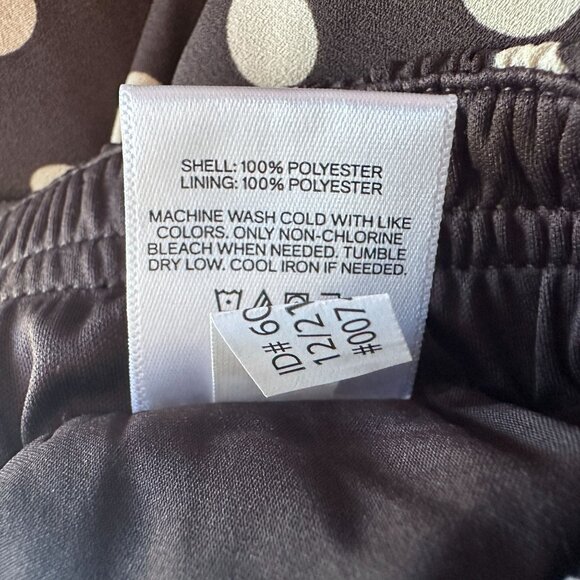 SHELL: 100% POLYESTER
LINING: 100% POLYESTER
MACHINE WASH COLD WITH LIKE
COLORS. ONLY NON-CHLORINE
BLEACH WHEN NEEDED. TUMBLE
DRY LOW. COOL IRON IF NEEDED.
ID# 6C
12/21
#007